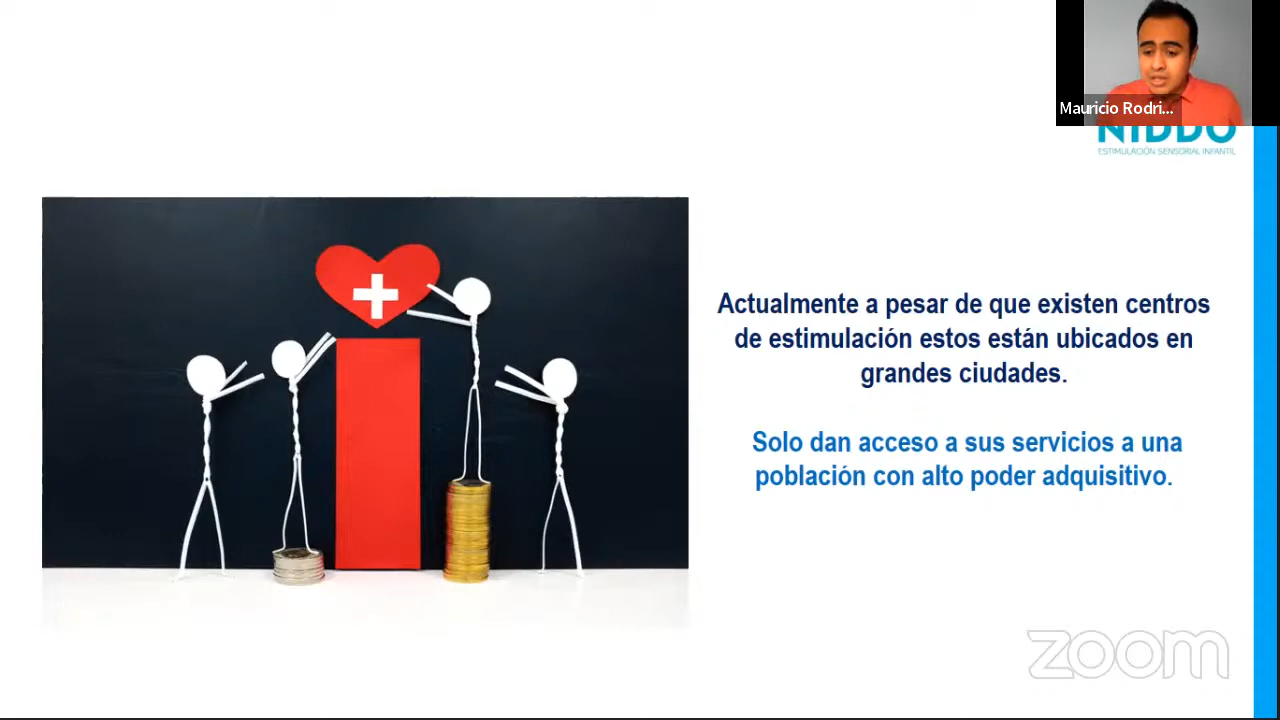 Mauricio Rodri...
NIDDO
ESTIMULACIÓN SENSORIAL INFANTIL
Actualmente a pesar de que existen centros
de estimulación estos están ubicados en
grandes ciudades.
Solo dan acceso a sus servicios a una
población con alto poder adquisitivo.
zoom